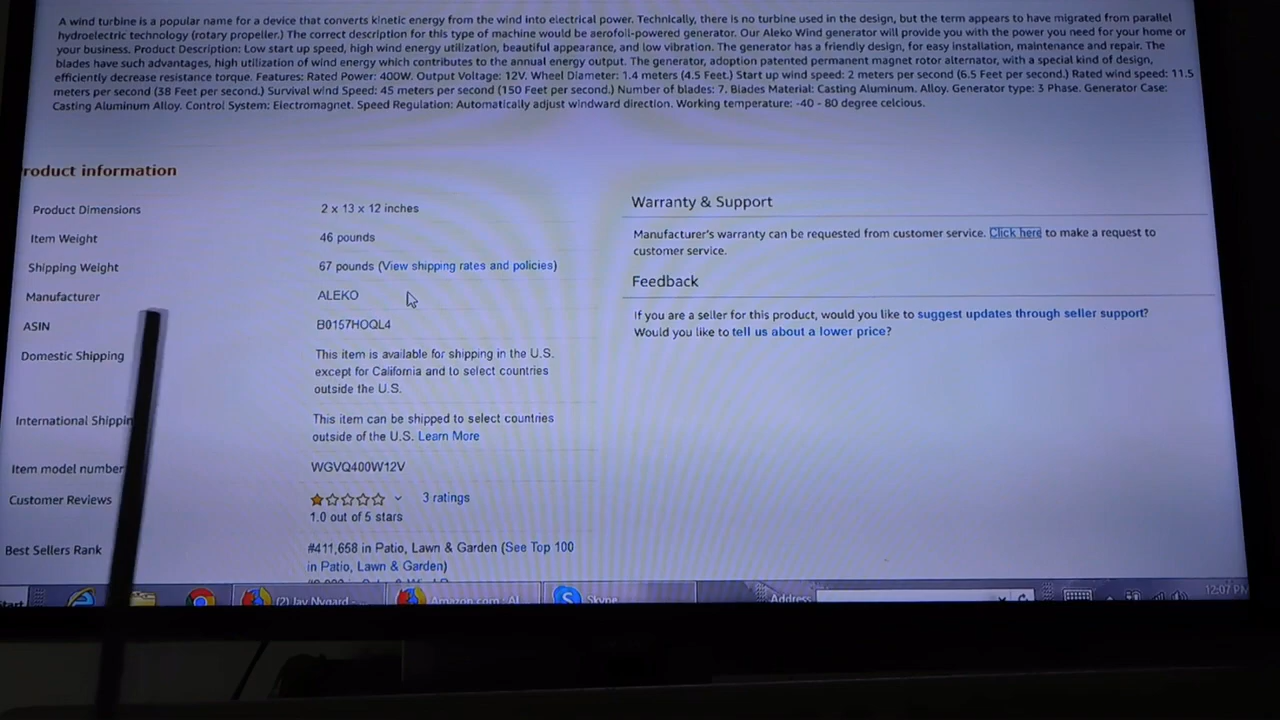 A wind turbine is a popular name for a device that converts kinetic energy from the wind into electrical power. Technically, there is no turbine used in the design, but the term appears to have migrated from parallel
hydroelectric technology (rotary propeller.) The correct description for this type of machine would be aerofoil-powered generator. Our Aleko Wind generator will provide you with the power you need for your home or
your business. Product Description: Low start up speed, high wind energy utilization, beautiful appearance, and low vibration. The generator has a friendly design, for easy installation, maintenance and repair. The
blades have such advantages, high utilization of wind energy which contributes to the annual energy output. The generator, adoption patented permanent magnet rotor alternator, with a special kind of design,
efficiently decrease resistance torque. Features: Rated Power: 400W. Output Voltage: 12V. Wheel Diameter: 1.4 meters (4.5 Feet.) Start up wind speed: 2 meters per second (6.5 Feet per second.) Rated wind speed: 11.5
meters per second (38 Feet per second.) Survival wind Speed: 45 meters per second (150 Feet per second.) Number of blades: 7. Blades Material: Casting Aluminum. Alloy. Generator type: 3 Phase. Generator Case:
Casting Aluminum Alloy. Control System: Electromagnet. Speed Regulation: Automatically adjust windward direction. Working temperature: -40 - 80 degree celcious.
roduct information
Product Dimensions 2 x 13 x 12 inches
Item Weight 46 pounds
Shipping Weight 67 pounds (View shipping rates and policies)
Manufacturer ALEKO
ASIN B0157HOQL4
Domestic Shipping This item is available for shipping in the U.S.
except for California and to select countries
outside the U.S.
International Shippin This item can be shipped to select countries
outside of the U.S. Learn More
Item model number WGVQ400W12V
Customer Reviews 3 ratings
1.0 out of 5 stars
Best Sellers Rank #411,658 in Patio, Lawn & Garden (See Top 100
in Patio, Lawn & Garden)
Warranty & Support
Manufacturer's warranty can be requested from customer service. Click here to make a request to
customer service.
Feedback
If you are a seller for this product, would you like to suggest updates through seller support?
Would you like to tell us about a lower price?
(2) Jay Nygard - ...
Amazon.com : Al
Skype
Address
12:07 PM